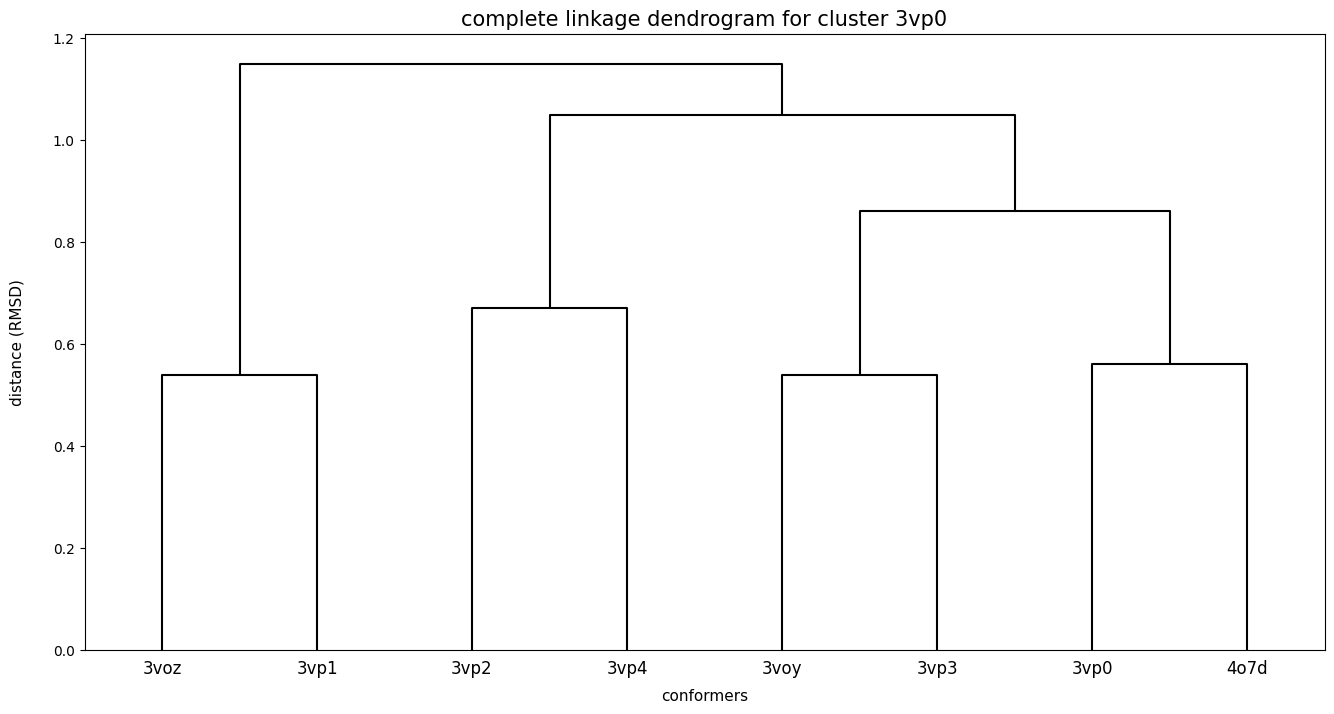 complete linkage dendrogram for cluster 3vp0
1.2
1.0
0.8
0.6
0.4
0.2
0.0
distance (RMSD)
3voz 3vp1 3vp2 3vp4 3voy 3vp3 3vp0 4o7d
conformers